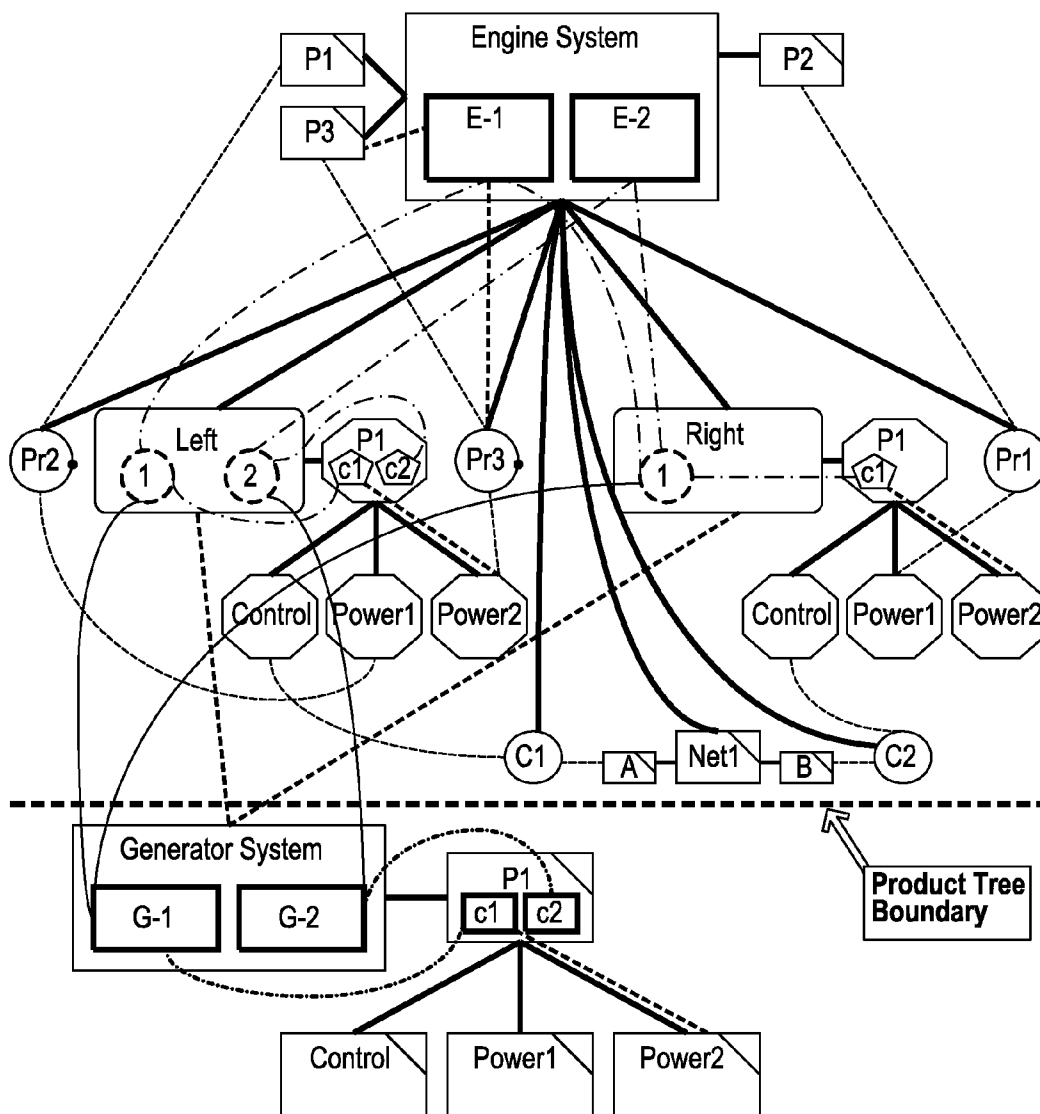 Engine System
P1
P2
P3
E-1
E-2
Pr2
Left
1
2
P1
c1
c2
Pr3
Right
1
P1
c1
Pr1
Control
Power1
Power2
Control
Power1
Power2
C1
A
Net1
B
C2
Generator System
G-1
G-2
P1
c1
c2
Product Tree
Boundary
Control
Power1
Power2